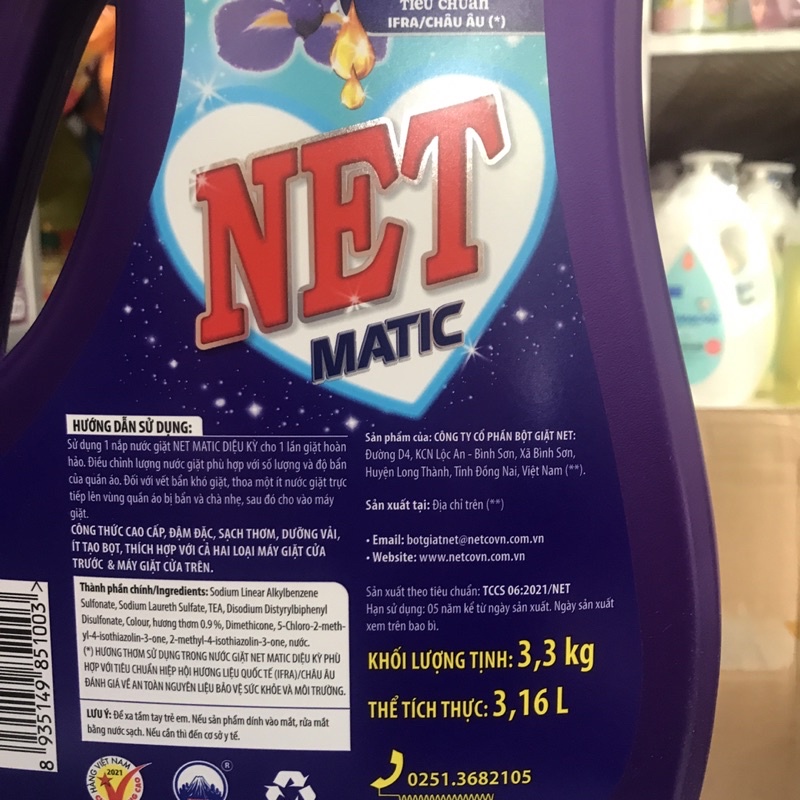 Tiêu chuẩn
IFRA/CHÂU ÂU (*)
NET
MATIC
HƯỚNG DẪN SỬ DỤNG:
Sử dụng 1 nắp nước giặt NET MATIC DIỆU KỲ cho 1 lần giặt hoàn
hảo. Điều chỉnh lượng nước giặt phù hợp với số lượng và độ bẩn
của quần áo. Đối với vết bẩn khó giặt, thoa một ít nước giặt trực
tiếp lên vùng quần áo bị bẩn và chà nhẹ, sau đó cho vào máy
giặt.
CÔNG THỨC CAO CẤP, ĐẬM ĐẶC, SẠCH THƠM, DƯỠNG VẢI,
ÍT TẠO BỌT, THÍCH HỢP VỚI CẢ HAI LOẠI MÁY GIẶT CỬA
TRƯỚC & MÁY GIẶT CỬA TRÊN.
Thành phần chính/Ingredients: Sodium Linear Alkylbenzene
Sulfonate, Sodium Laureth Sulfate, TEA, Disodium Distyrylbiphenyl
Disulfonate, Colour, hương thơm 0.9 %, Dimethicone, 5-Chloro-2-meth-
yl-4-isothiazolin-3-one, 2-methyl-4-isothiazolin-3-one, nước.
(*) HƯƠNG THƠM SỬ DỤNG TRONG NƯỚC GIẶT NET MATIC DIỆU KỲ PHÙ
HỢP VỚI TIÊU CHUẨN HIỆP HỘI HƯƠNG LIỆU QUỐC TẾ (IFRA)/CHÂU ÂU
ĐÁNH GIÁ VỀ AN TOÀN NGUYÊN LIỆU BẢO VỆ SỨC KHỎE VÀ MÔI TRƯỜNG.
LƯU Ý: Để xa tầm tay trẻ em. Nếu sản phẩm dính vào mắt, rửa mắt
bằng nước sạch. Nếu cần thì đến cơ sở y tế.
8 935149 851003 >
Sản phẩm của: CÔNG TY CỔ PHẦN BỘT GIẶT NET:
Đường D4, KCN Lộc An - Bình Sơn, Xã Bình Sơn,
Huyện Long Thành, Tỉnh Đồng Nai, Việt Nam (**).
Sản xuất tại: Địa chỉ trên (**)
• Email: botgiatnet@netcovn.com.vn
• Website: www.netcovn.com.vn
Sản xuất theo tiêu chuẩn: TCCS 06:2021/NET
Hạn sử dụng: 05 năm kể từ ngày sản xuất. Ngày sản xuất
xem trên bao bì.
KHỐI LƯỢNG TỊNH: 3,3 kg
THỂ TÍCH THỰC: 3,16 L
HÀNG VIỆT NAM
2021
®
0251.3682105